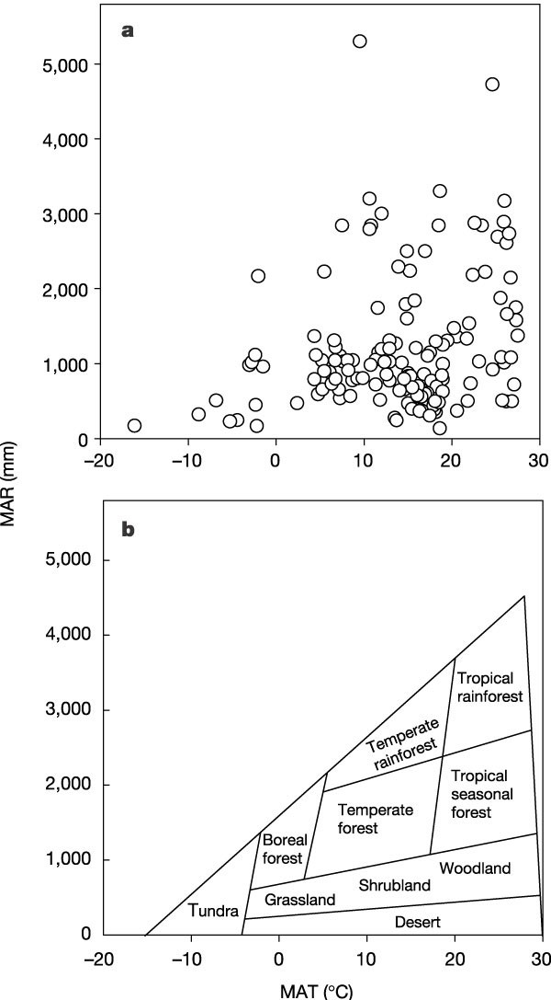 a
5,000
4,000
3,000
2,000
1,000
0
−20
−10
0
10
20
30
MAR (mm)
b
5,000
4,000
3,000
2,000
1,000
0
Tropical
rainforest
Temperate
rainforest
Tropical
seasonal
forest
Temperate
forest
Boreal
forest
Woodland
Shrubland
Grassland
Tundra
Desert
−20
−10
0
10
20
30
MAT (°C)